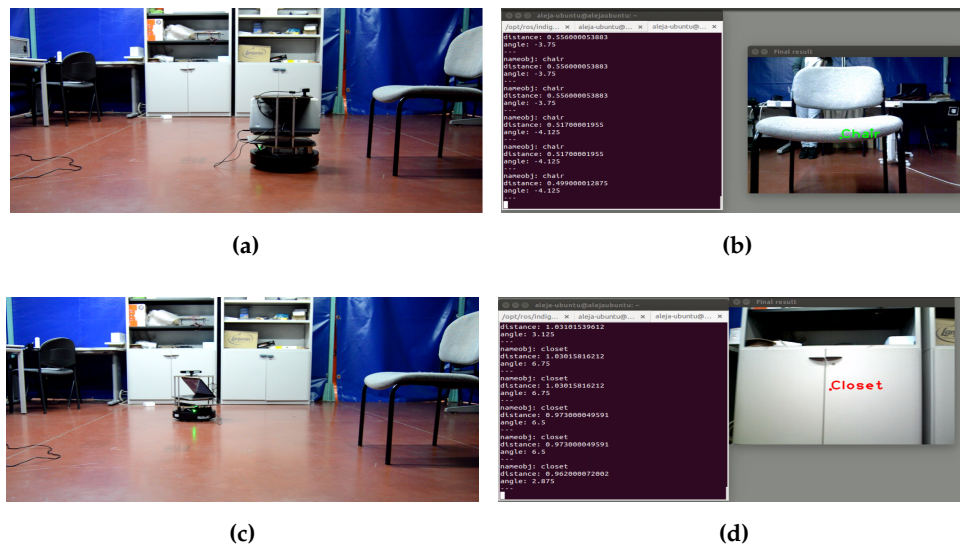 aleja-ubuntu@alejaubuntu: ~
/opt/ros/indig... × aleja-ubuntu@... × aleja-ubuntu@... ×
distance: 0.556000053883
angle: -3.75
---
nameobj: chair
distance: 0.556000053883
angle: -3.75
---
nameobj: chair
distance: 0.556000053883
angle: -3.75
---
nameobj: chair
distance: 0.51700001955
angle: -4.125
---
nameobj: chair
distance: 0.51700001955
angle: -4.125
---
nameobj: chair
distance: 0.499000012875
angle: -4.125
---
Final result
Chair
(a)
(b)
aleja-ubuntu@alejaubuntu: ~
/opt/ros/indig... × aleja-ubuntu@... × aleja-ubuntu@... ×
distance: 1.03101539612
angle: 3.125
---
nameobj: closet
distance: 1.03015816212
angle: 6.75
---
nameobj: closet
distance: 1.03015816212
angle: 6.75
---
nameobj: closet
distance: 0.973000049591
angle: 6.5
---
nameobj: closet
distance: 0.973000049591
angle: 6.5
---
nameobj: closet
distance: 0.962000072002
angle: 2.875
---
Final result
Closet
(c)
(d)